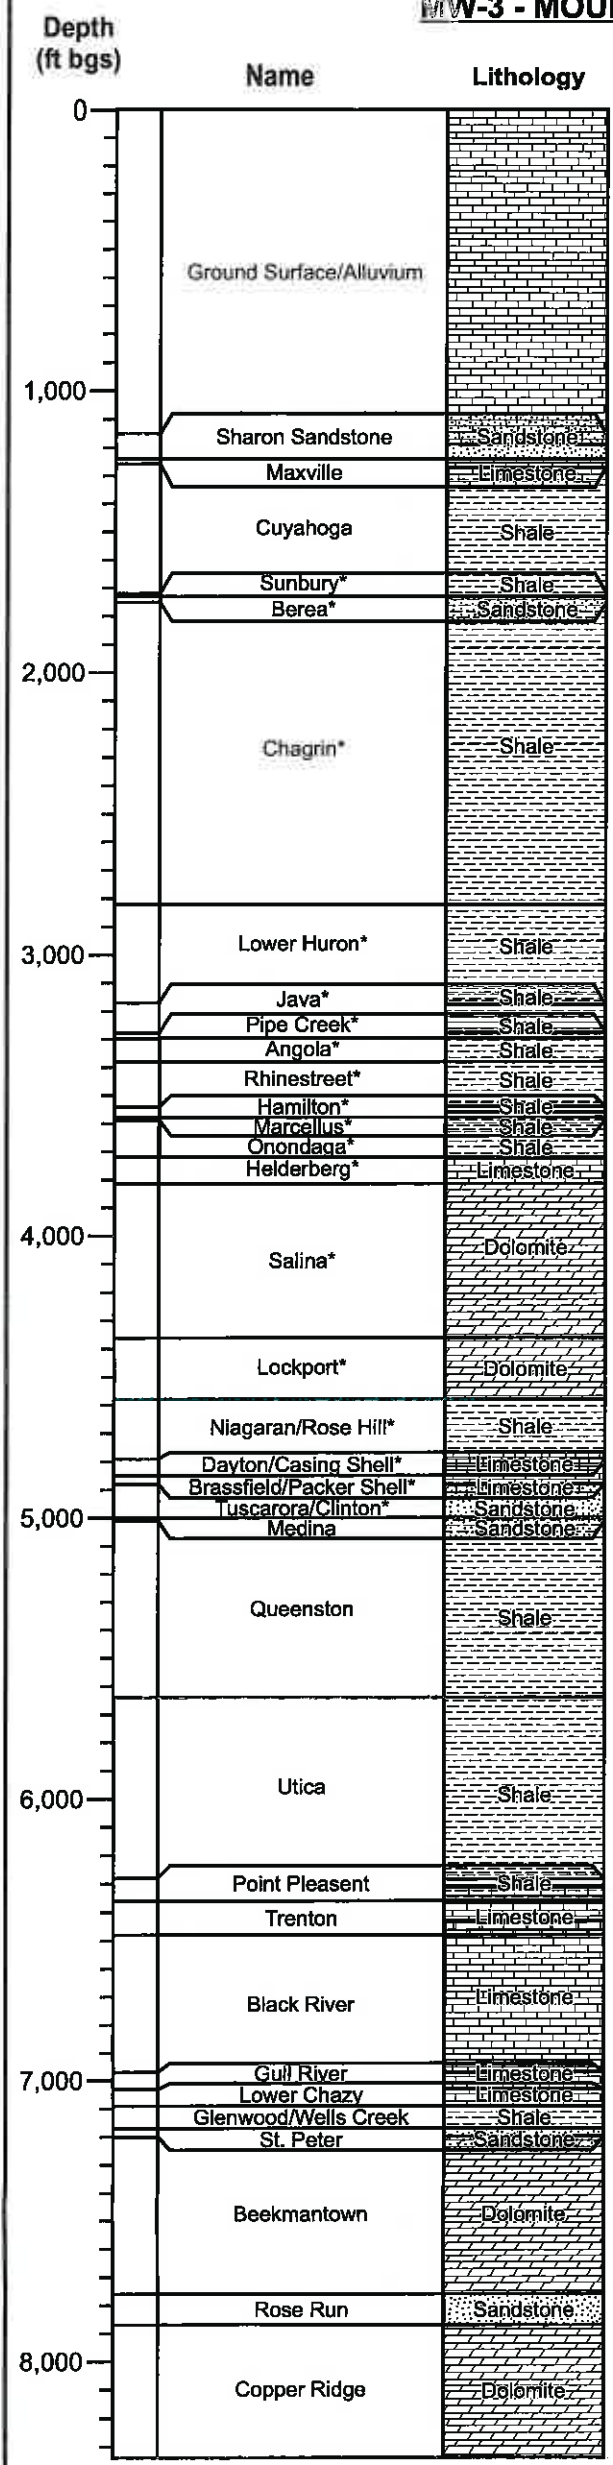 MW-3 - MOU
Depth
(ft bgs)
Name Lithology
0
Ground Surface/Alluvium
1,000
Sharon Sandstone Sandstone
Maxville Limestone
Cuyahoga Shale
Sunbury* Shale
Berea* Sandstone
2,000
Chagrin* Shale
Lower Huron* Shale
3,000
Java* Shale
Pipe Creek* Shale
Angola* Shale
Rhinestreet* Shale
Hamilton* Shale
Marcellus* Shale
Onondaga* Shale
Helderberg* Limestone
4,000
Salina* Dolomite
Lockport* Dolomite
Niagaran/Rose Hill* Shale
Dayton/Casing Shell* Limestone
Brassfield/Packer Shell* Limestone
Tuscarora/Clinton* Sandstone
5,000
Medina Sandstone
Queenston Shale
Utica Shale
6,000
Point Pleasent Shale
Trenton Limestone
Black River Limestone
Gull River Limestone
7,000
Lower Chazy Limestone
Glenwood/Wells Creek Shale
St. Peter Sandstone
Beekmantown Dolomite
Rose Run Sandstone
8,000
Copper Ridge Dolomite